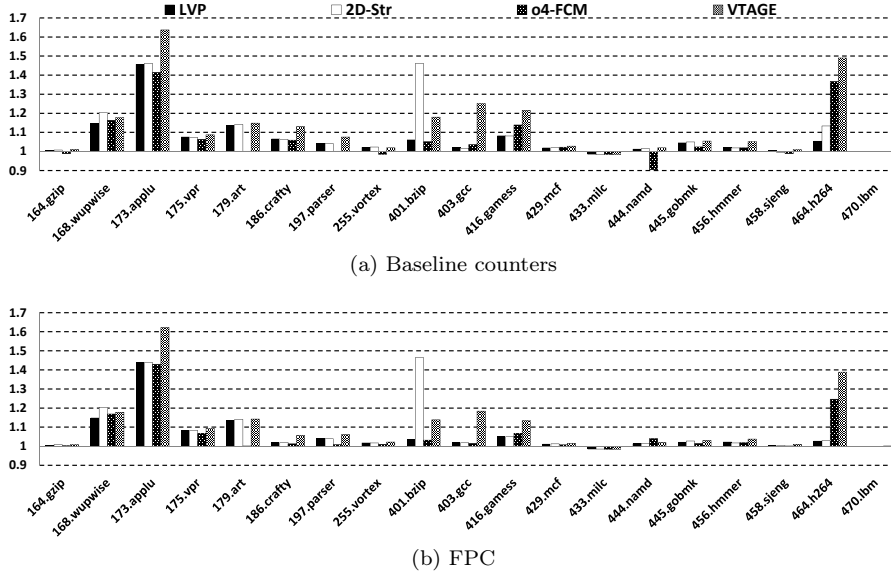 LVP 2D-Str o4-FCM VTAGE
1.7
1.6
1.5
1.4
1.3
1.2
1.1
1
0.9
164.gzip
168.wupwise
173.applu
175.vpr
179.art
186.crafty
197.parser
255.vortex
401.bzip
403.gcc
416.gamess
429.mcf
433.milc
444.namd
445.gobmk
456.hmmer
458.sjeng
464.h264
470.lbm
(a) Baseline counters
1.7
1.6
1.5
1.4
1.3
1.2
1.1
1
0.9
164.gzip
168.wupwise
173.applu
175.vpr
179.art
186.crafty
197.parser
255.vortex
401.bzip
403.gcc
416.gamess
429.mcf
433.milc
444.namd
445.gobmk
456.hmmer
458.sjeng
464.h264
470.lbm
(b) FPC